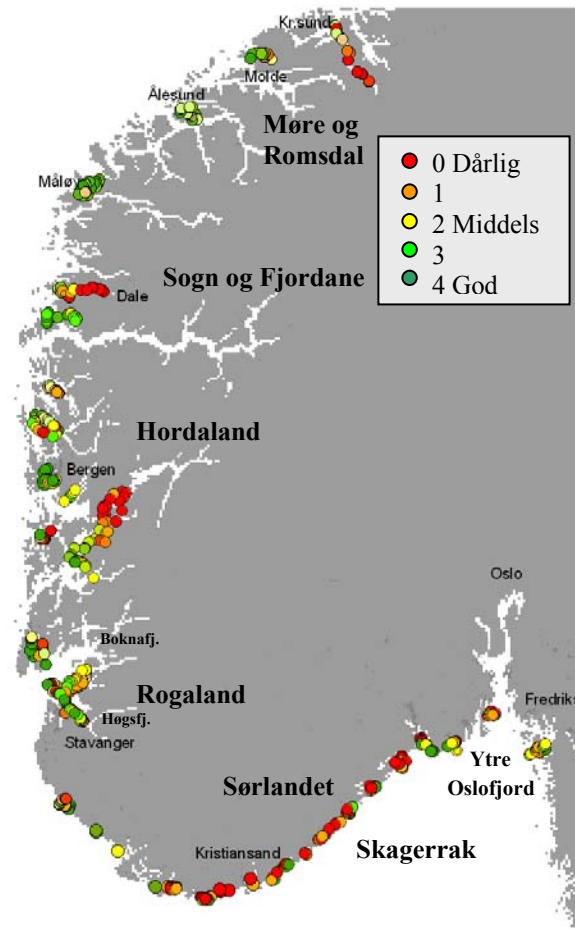 Kr.sund
Molde
Ålesund
Møre og
Romsdal
0 Dårlig
1
2 Middels
3
4 God
Måløy
Sogn og Fjordane
Dale
Hordaland
Bergen
Oslo
Boknafj.
Rogaland
Fredriks
Høgsfj.
Stavanger
Ytre
Oslofjord
Sørlandet
Skagerrak
Kristiansand